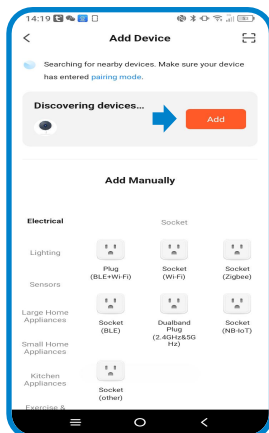 14:19
Add Device
Searching for nearby devices. Make sure your device
has entered pairing mode.
Discovering devices...
Add
Add Manually
Electrical
Socket
Lighting
Plug
(BLE+Wi-Fi)
Socket
(Wi-Fi)
Socket
(Zigbee)
Sensors
Large Home
Appliances
Socket
(BLE)
Dualband
Plug
(2.4GHz&5G
Hz)
Socket
(NB-IoT)
Small Home
Appliances
Kitchen
Appliances
Socket
(other)
Exercise &